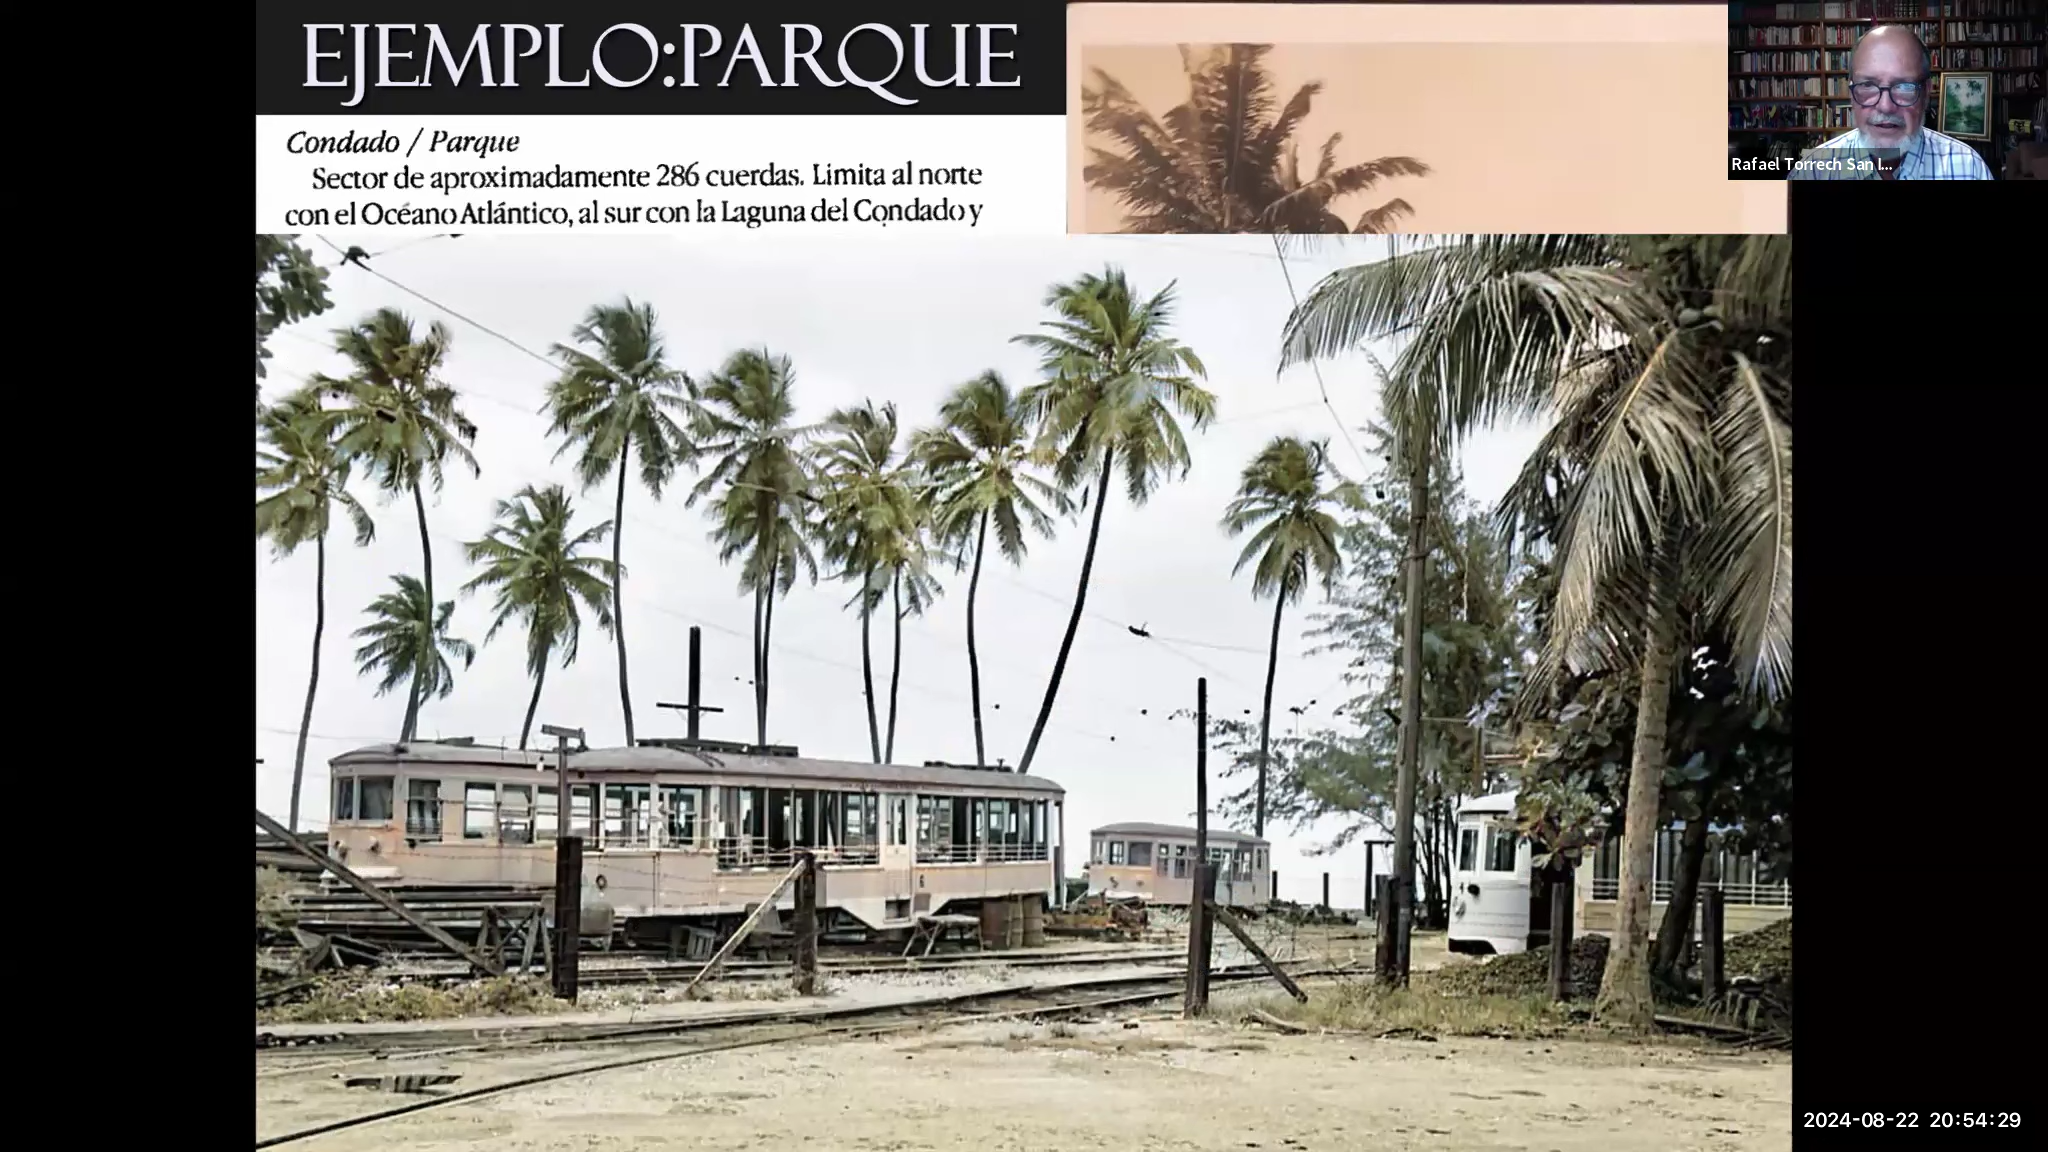 EJEMPLO:PARQUE
Condado / Parque
Sector de aproximadamente 286 cuerdas. Limita al norte
con el Océano Atlántico, al sur con la Laguna del Condado y
Rafael Torrech San I...
6
2024-08-22 20:54:29